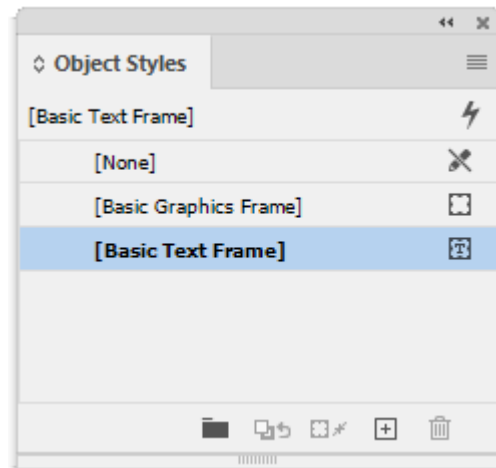 Object Styles
[Basic Text Frame]
[None]
[Basic Graphics Frame]
[Basic Text Frame]